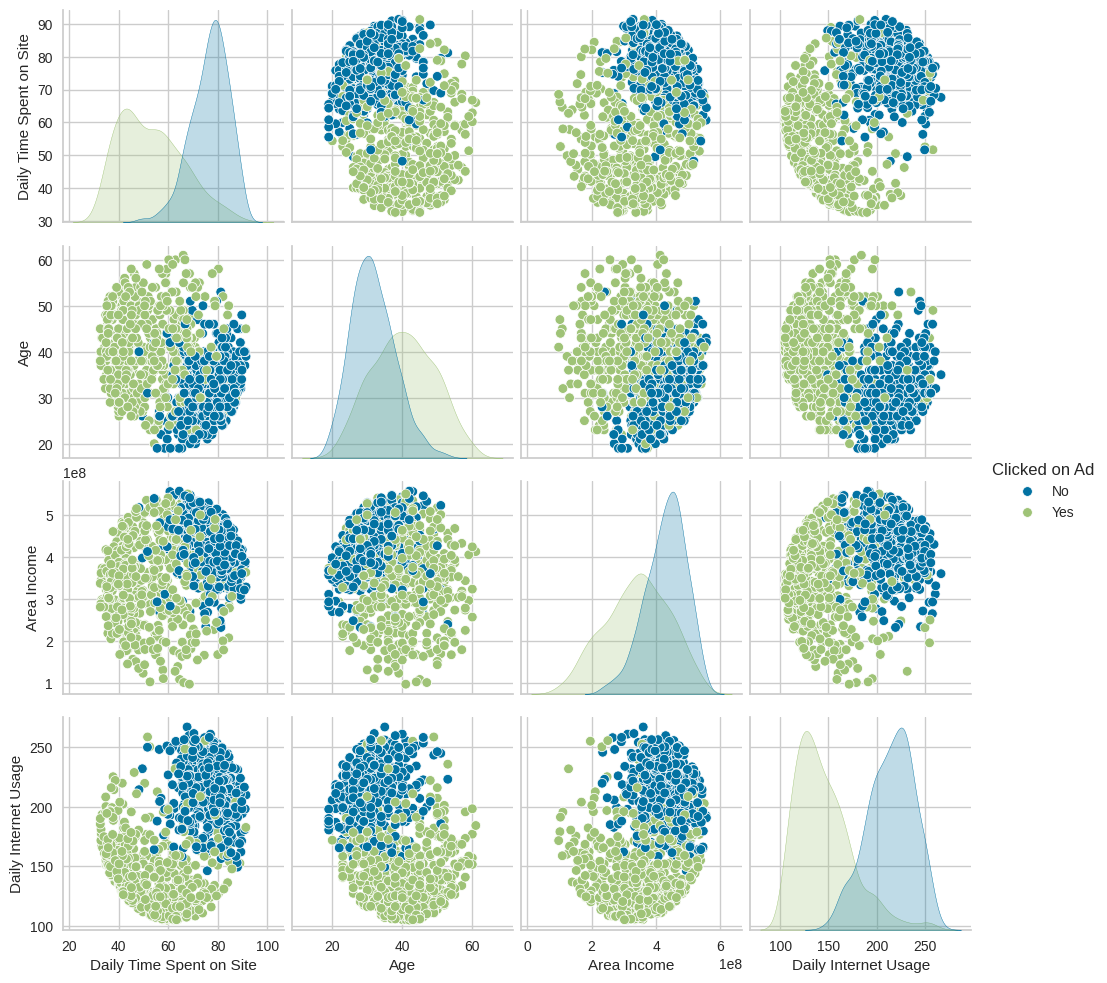 Daily Time Spent on Site
90
80
70
60
50
40
30
Age
60
50
40
30
20
1e8
Area Income
5
4
3
2
1
Daily Internet Usage
250
200
150
100
20 40 60 80 100
Daily Time Spent on Site
20 40 60
Age
0 2 4 6
1e8
Area Income
100 150 200 250
Daily Internet Usage
Clicked on Ad
No
Yes